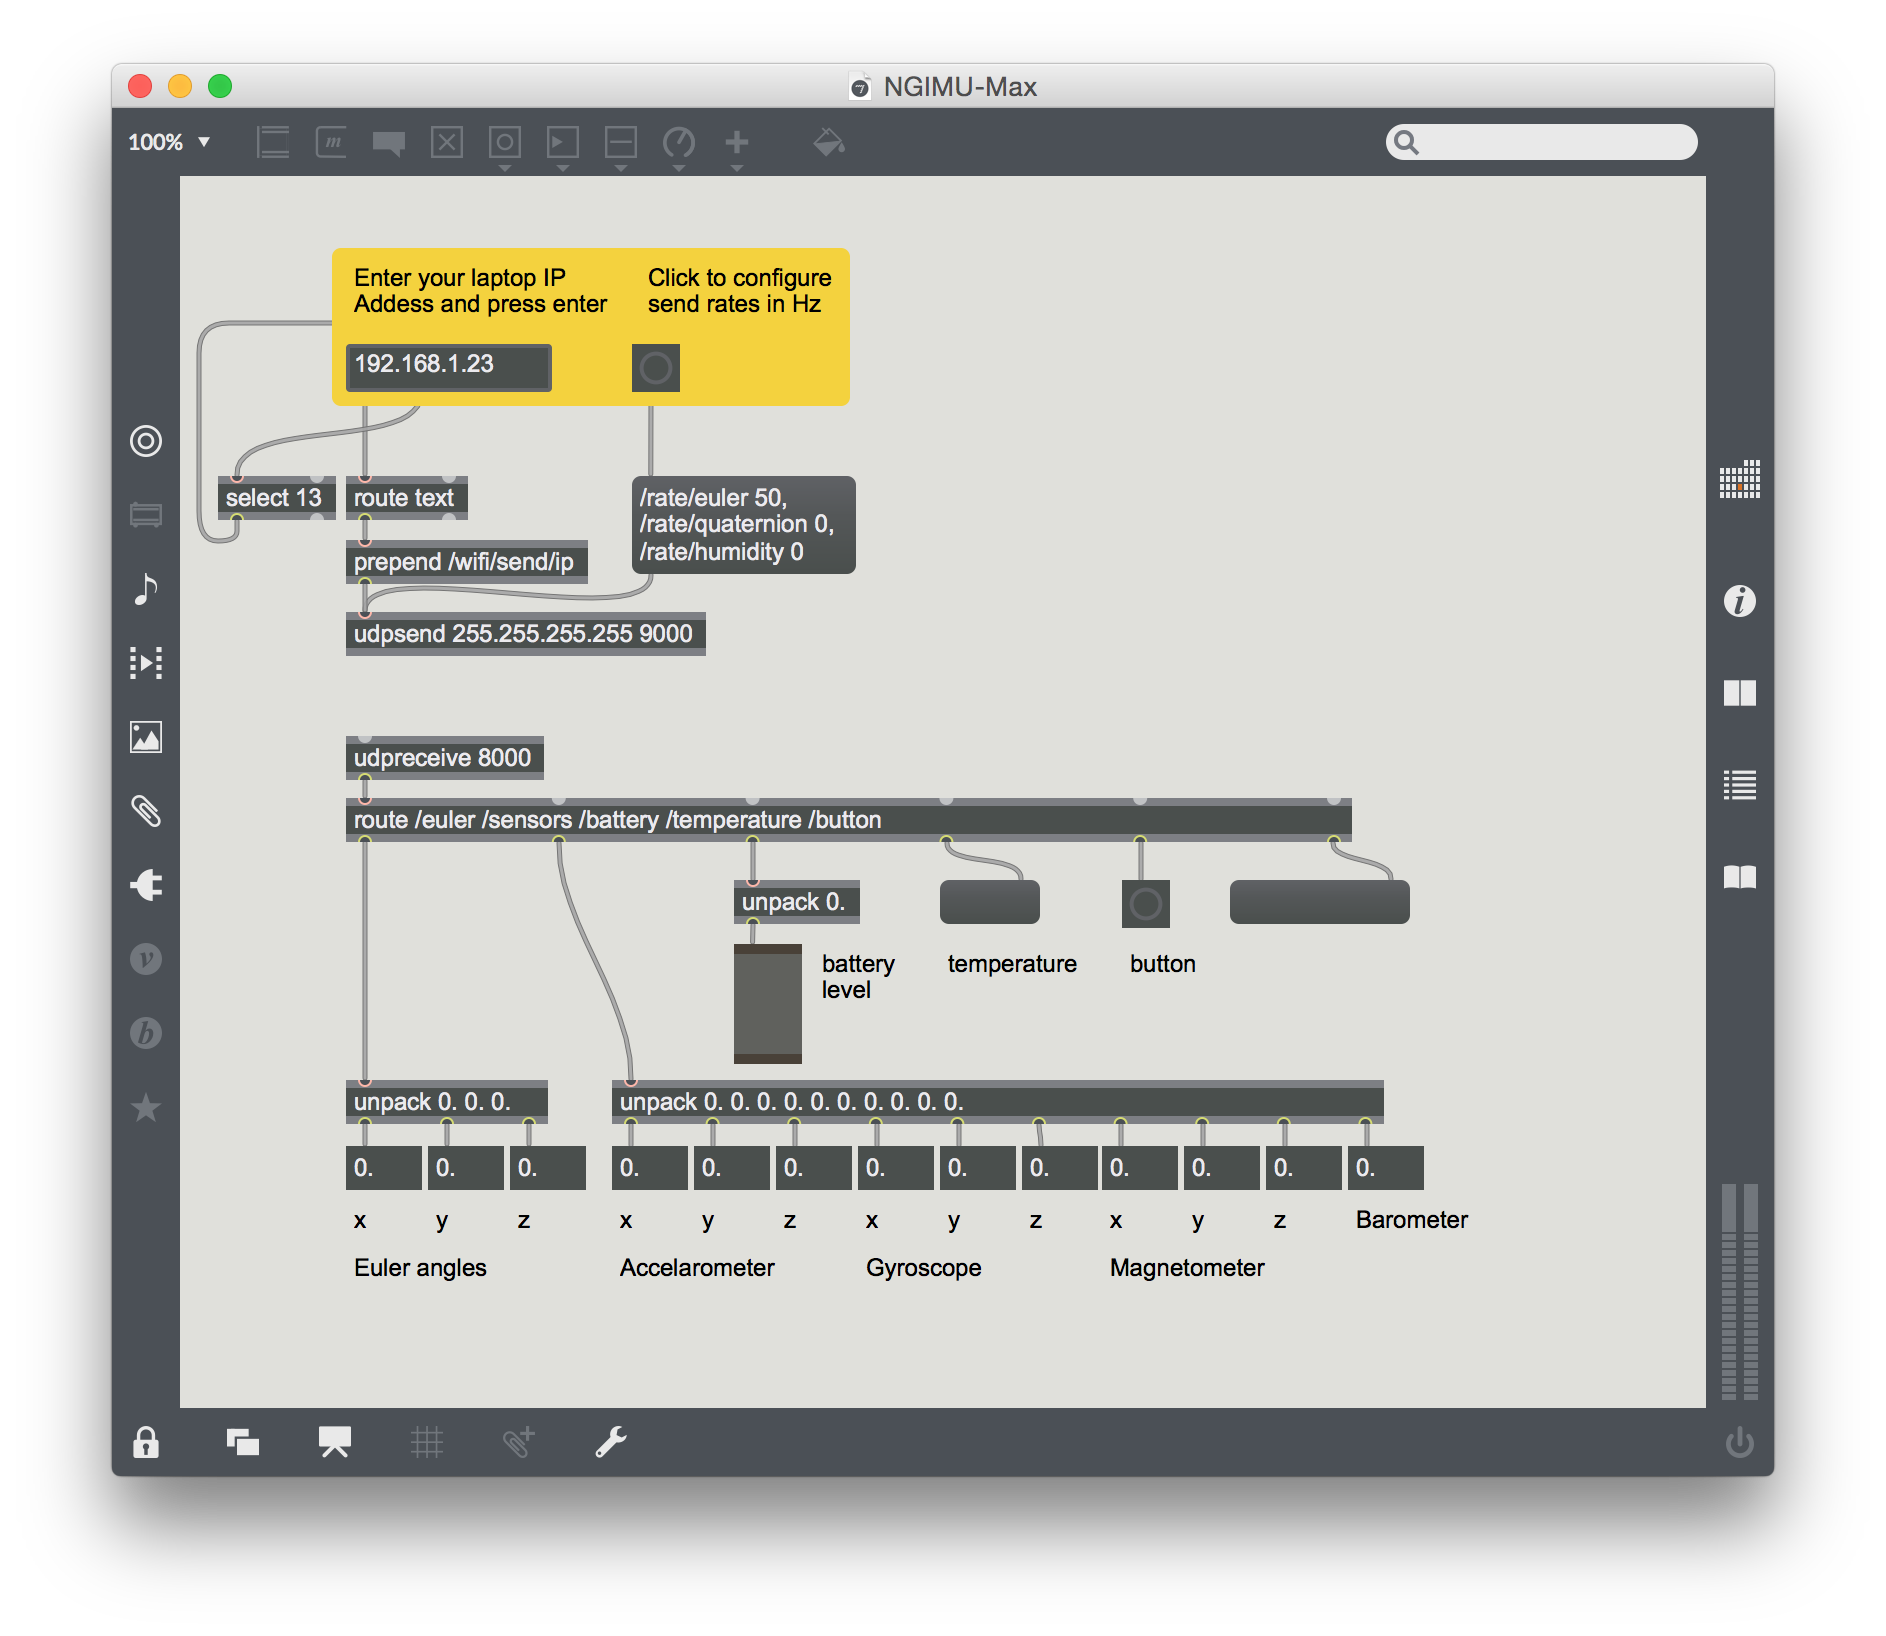 NGIMU-Max
100%
Enter your laptop IP
Addess and press enter
Click to configure
send rates in Hz
192.168.1.23
select 13
route text
/rate/euler 50,
/rate/quaternion 0,
/rate/humidity 0
prepend /wifi/send/ip
udpsend 255.255.255.255 9000
udpreceive 8000
route /euler /sensors /battery /temperature /button
unpack 0.
battery
level
temperature
button
unpack 0. 0. 0.
unpack 0. 0. 0. 0. 0. 0. 0. 0. 0. 0.
0. 0. 0. 0. 0. 0. 0. 0. 0. 0. 0. 0. 0.
x y z x y z x y z x y z Barometer
Euler angles
Accelarometer
Gyroscope
Magnetometer